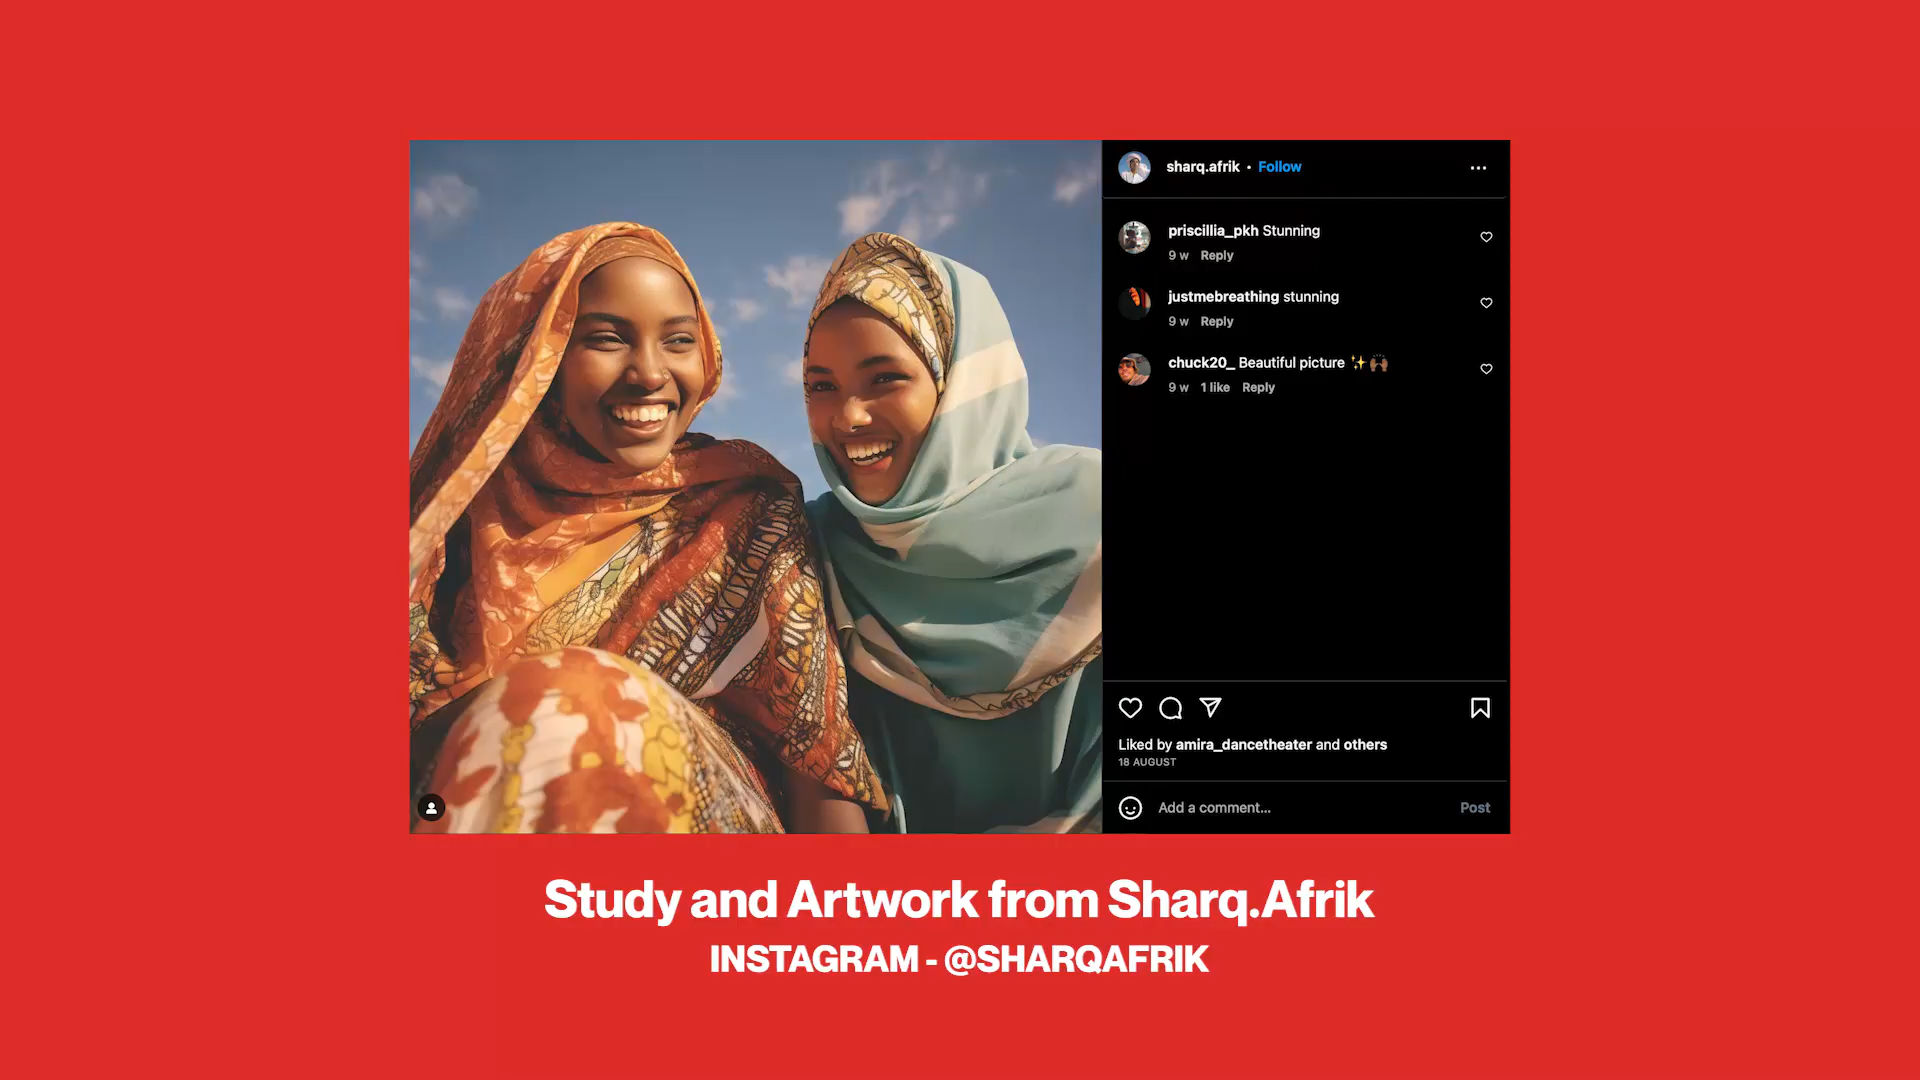 sharq.afrik • Follow
priscillia_pkh Stunning
9 w Reply
justmebreathing stunning
9 w Reply
chuck20_ Beautiful picture ✨🙌🏾
9 w 1 like Reply
Liked by amira_dancetheater and others
18 AUGUST
Add a comment...
Post
Study and Artwork from Sharq.Afrik
INSTAGRAM - @SHARQAFRIK